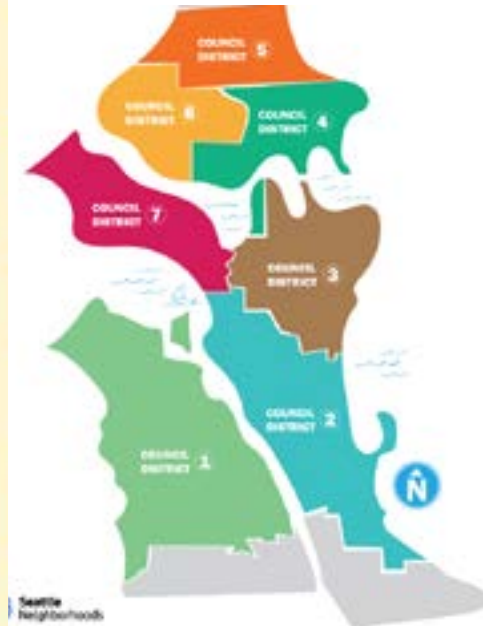 COUNCIL
DISTRICT 5
COUNCIL
DISTRICT 6
COUNCIL
DISTRICT 4
COUNCIL
DISTRICT 7
COUNCIL
DISTRICT 3
COUNCIL
DISTRICT 2
COUNCIL
DISTRICT 1
N
Seattle
Neighborhoods